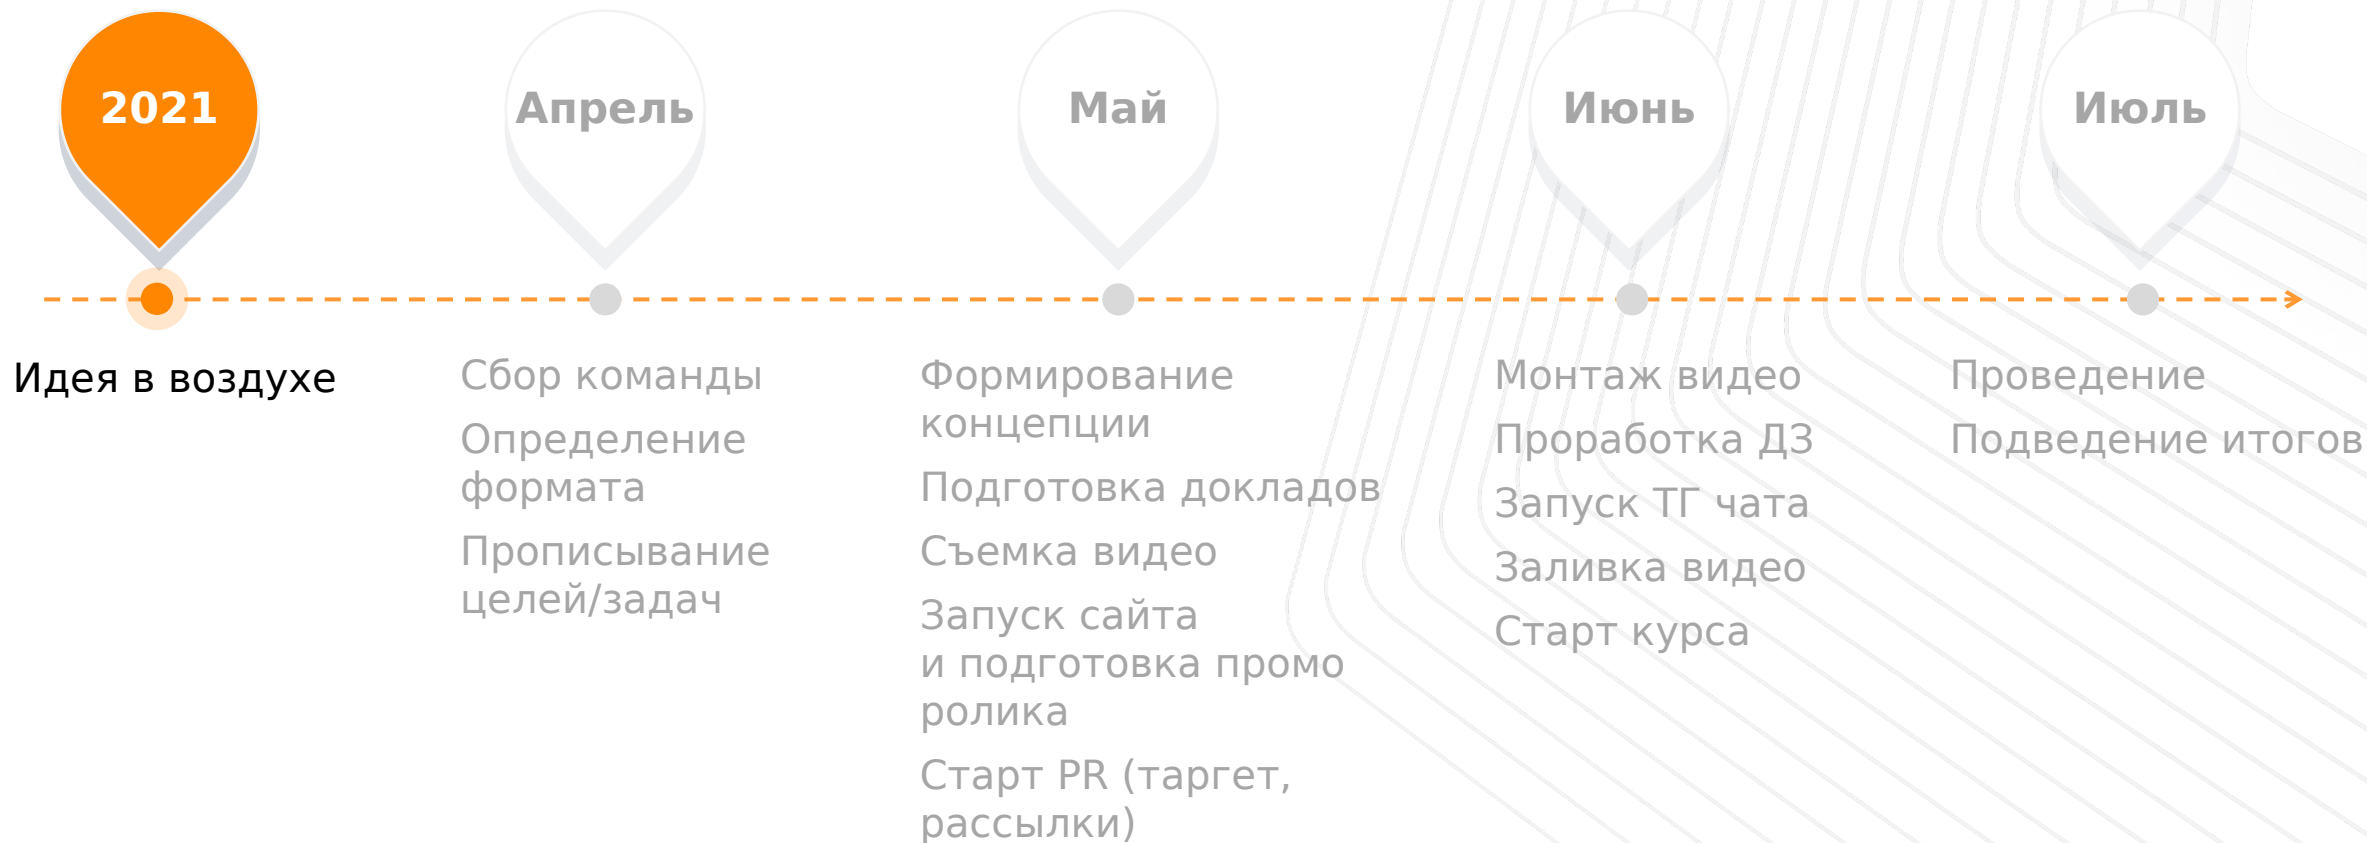 2021
Идея в воздухе
Апрель
Сбор команды
Определение
формата
Прописывание
целей/задач
Май
Формирование
концепции
Подготовка докладов
Съемка видео
Запуск сайта
и подготовка промо
ролика
Старт PR (таргет,
рассылки)
Июнь
Монтаж видео
Проработка ДЗ
Запуск ТГ чата
Заливка видео
Старт курса
Июль
Проведение
Подведение итогов